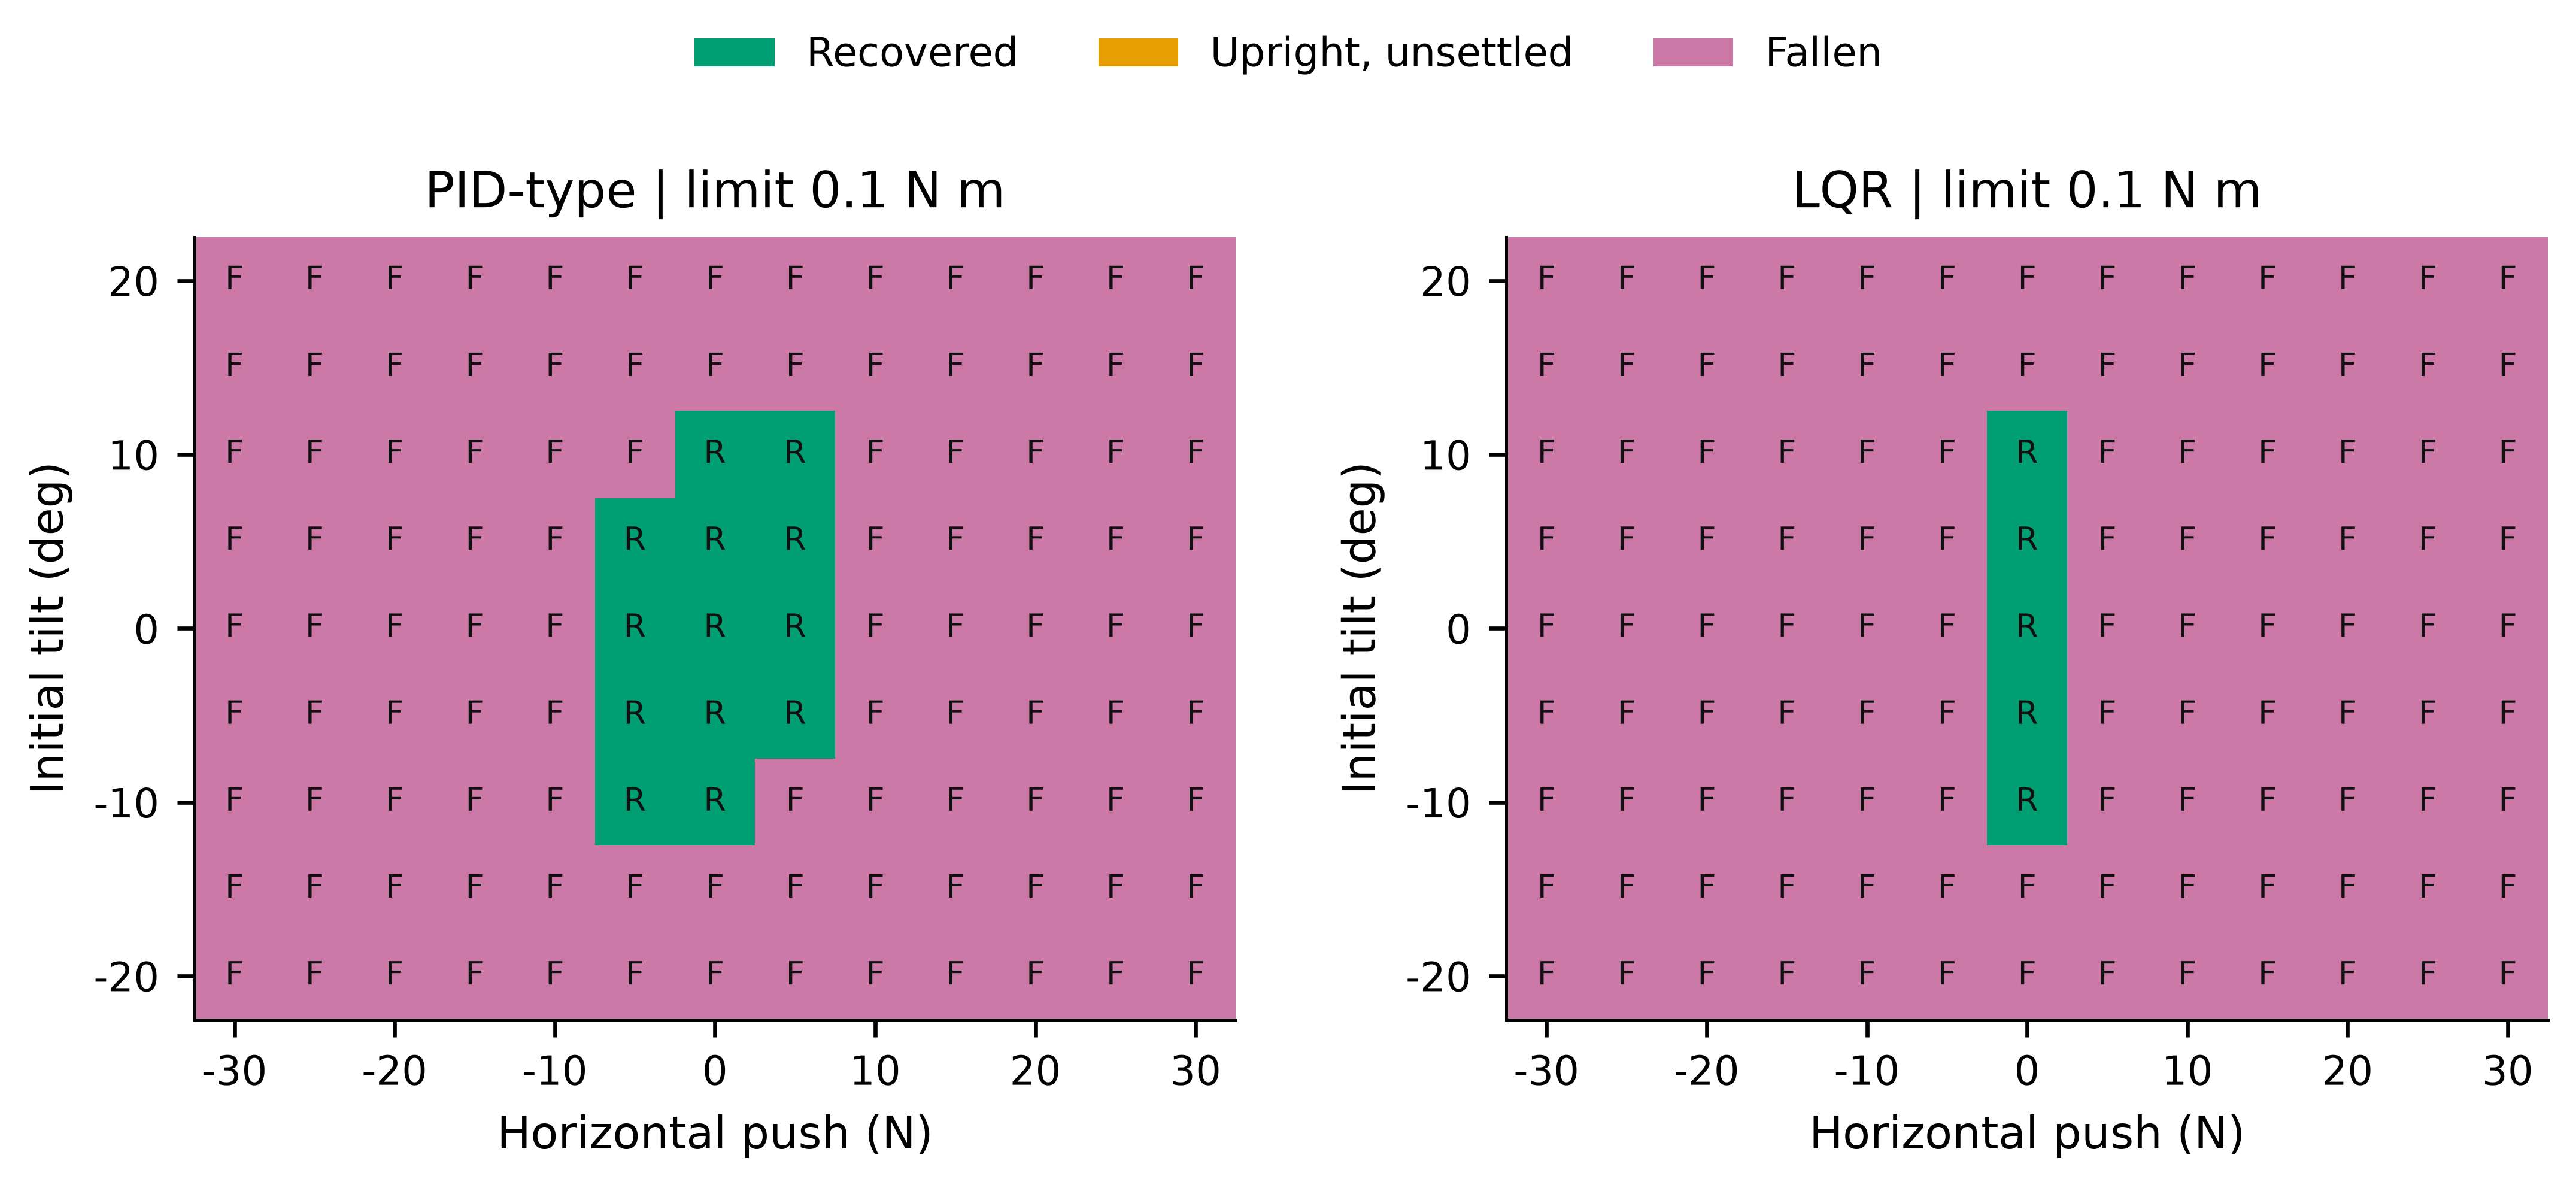 Recovered Upright, unsettled Fallen
PID-type | limit 0.1 N m
20 F F F F F F F F F F F F F
F F F F F F F F F F F F F
10 F F F F F F R R F F F F F
F F F F F R R R F F F F F
0 F F F F F R R R F F F F F
F F F F F R R R F F F F F
-10 F F F F F R R F F F F F F
F F F F F F F F F F F F F
-20 F F F F F F F F F F F F F
-30 -20 -10 0 10 20 30
Initial tilt (deg)
Horizontal push (N)
LQR | limit 0.1 N m
20 F F F F F F F F F F F F F
F F F F F F F F F F F F F
10 F F F F F F R F F F F F F
F F F F F F R F F F F F F
0 F F F F F F R F F F F F F
F F F F F F R F F F F F F
-10 F F F F F F R F F F F F F
F F F F F F F F F F F F F
-20 F F F F F F F F F F F F F
-30 -20 -10 0 10 20 30
Initial tilt (deg)
Horizontal push (N)